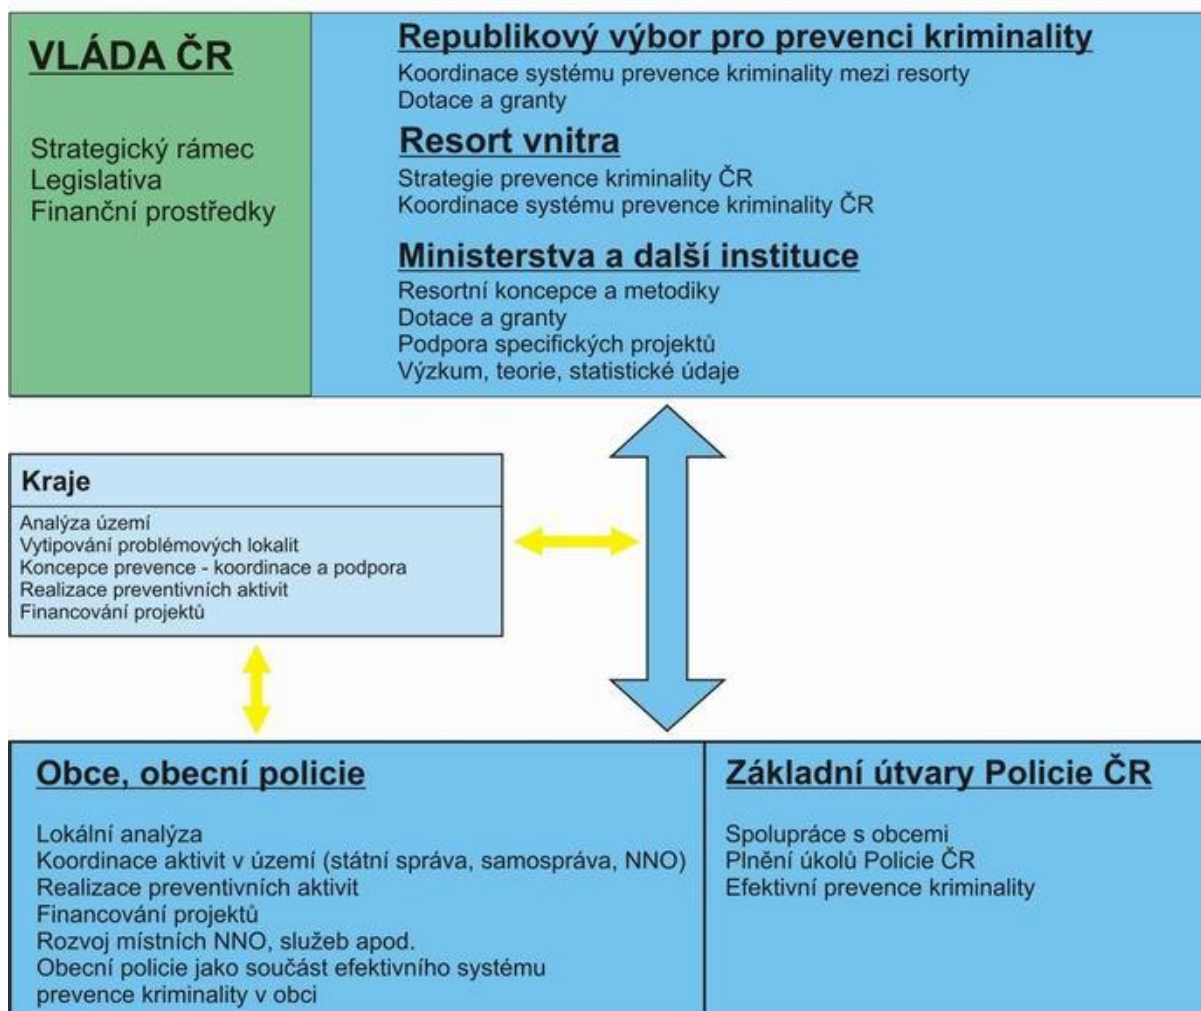 VLÁDA ČR
Strategický rámec
Legislativa
Finanční prostředky
Republikový výbor pro prevenci kriminality
Koordinace systému prevence kriminality mezi resorty
Dotace a granty
Resort vnitra
Strategie prevence kriminality ČR
Koordinace systému prevence kriminality ČR
Ministerstva a další instituce
Resortní koncepce a metodiky
Dotace a granty
Podpora specifických projektů
Výzkum, teorie, statistické údaje
Kraje
Analýza území
Vytipování problémových lokalit
Koncepce prevence - koordinace a podpora
Realizace preventivních aktivit
Financování projektů
Obce, obecní policie
Lokální analýza
Koordinace aktivit v území (státní správa, samospráva, NNO)
Realizace preventivních aktivit
Financování projektů
Rozvoj místních NNO, služeb apod.
Obecní policie jako součást efektivního systému
prevence kriminality v obci
Základní útvary Policie ČR
Spolupráce s obcemi
Plnění úkolů Policie ČR
Efektivní prevence kriminality